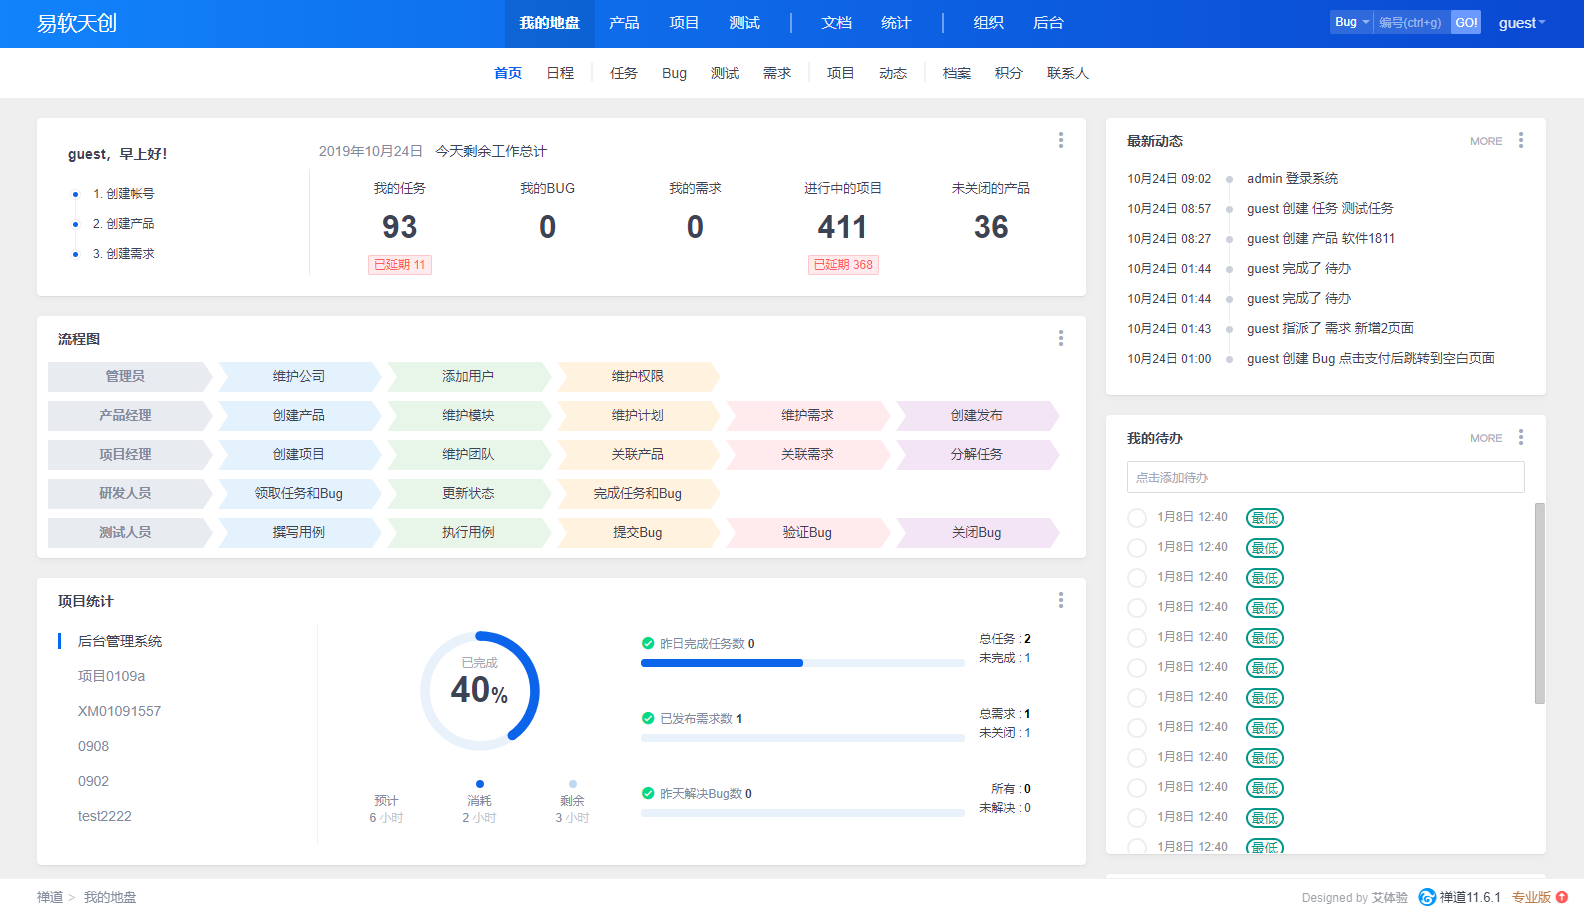 易软天创 我的地盘 产品 项目 测试 文档 统计 组织 后台 Bug 编号(ctrl+g) GO! guest
首页 日程 任务 Bug 测试 需求 项目 动态 档案 积分 联系人
guest，早上好！
1. 创建帐号
2. 创建产品
3. 创建需求
2019年10月24日 今天剩余工作总计
我的任务 我的BUG 我的需求 进行中的项目 未关闭的产品
93 0 0 411 36
已延期 11 已延期 368
流程图
管理员 维护公司 添加用户 维护权限
产品经理 创建产品 维护模块 维护计划 维护需求 创建发布
项目经理 创建项目 维护团队 关联产品 关联需求 分解任务
研发人员 领取任务和Bug 更新状态 完成任务和Bug
测试人员 撰写用例 执行用例 提交Bug 验证Bug 关闭Bug
项目统计
后台管理系统
项目0109a
XM01091557
0908
0902
test2222
已完成
40%
预计 消耗 剩余
6 小时 2 小时 3 小时
昨日完成任务数 0
总任务 : 2
未完成 : 1
已发布需求数 1
总需求 : 1
未关闭 : 1
昨天解决Bug数 0
所有 : 0
未解决 : 0
最新动态 MORE
10月24日 09:02 admin 登录系统
10月24日 08:57 guest 创建 任务 测试任务
10月24日 08:27 guest 创建 产品 软件1811
10月24日 01:44 guest 完成了 待办
10月24日 01:44 guest 完成了 待办
10月24日 01:43 guest 指派了 需求 新增2页面
10月24日 01:00 guest 创建 Bug 点击支付后跳转到空白页面
我的待办 MORE
点击添加待办
1月8日 12:40 最低
1月8日 12:40 最低
1月8日 12:40 最低
1月8日 12:40 最低
1月8日 12:40 最低
1月8日 12:40 最低
1月8日 12:40 最低
1月8日 12:40 最低
1月8日 12:40 最低
1月8日 12:40 最低
1月8日 12:40 最低
1月8日 12:40 最低
禅道 > 我的地盘 Designed by 艾体验 禅道11.6.1 专业版